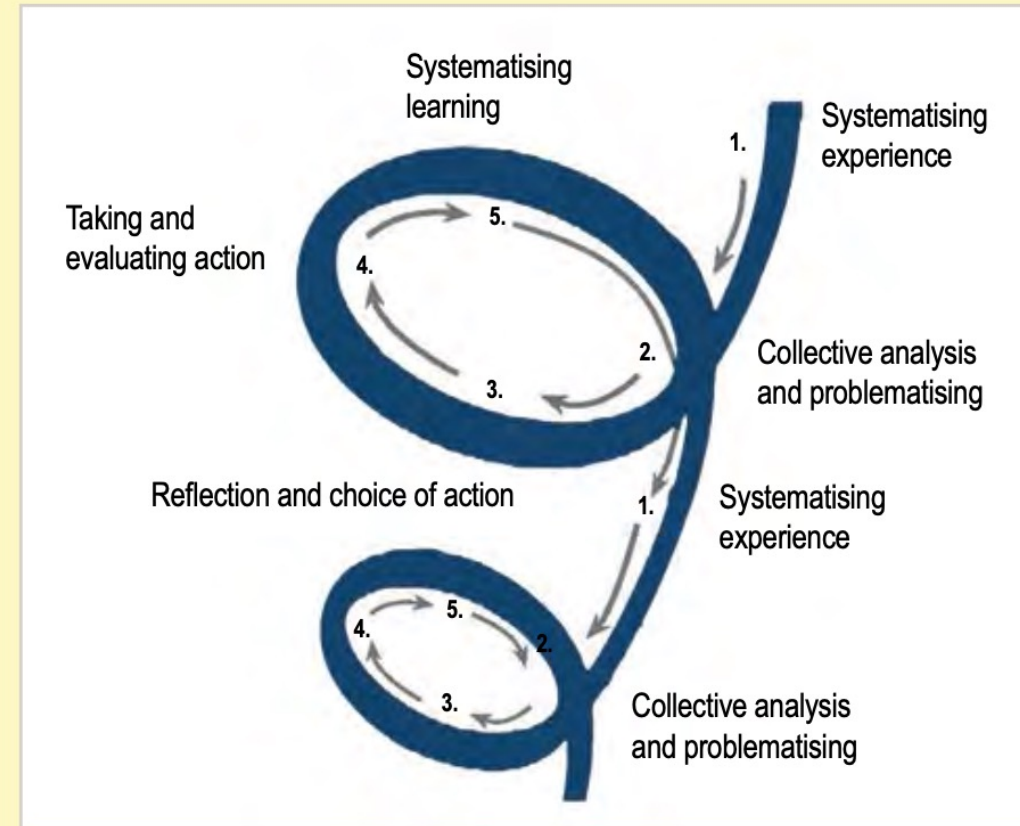 Systematising
learning
1.
Systematising
experience
Taking and
evaluating action
5.
4.
2.
Collective analysis
and problematising
3.
Reflection and choice of action
1.
Systematising
experience
5.
4.
2.
3.
Collective analysis
and problematising